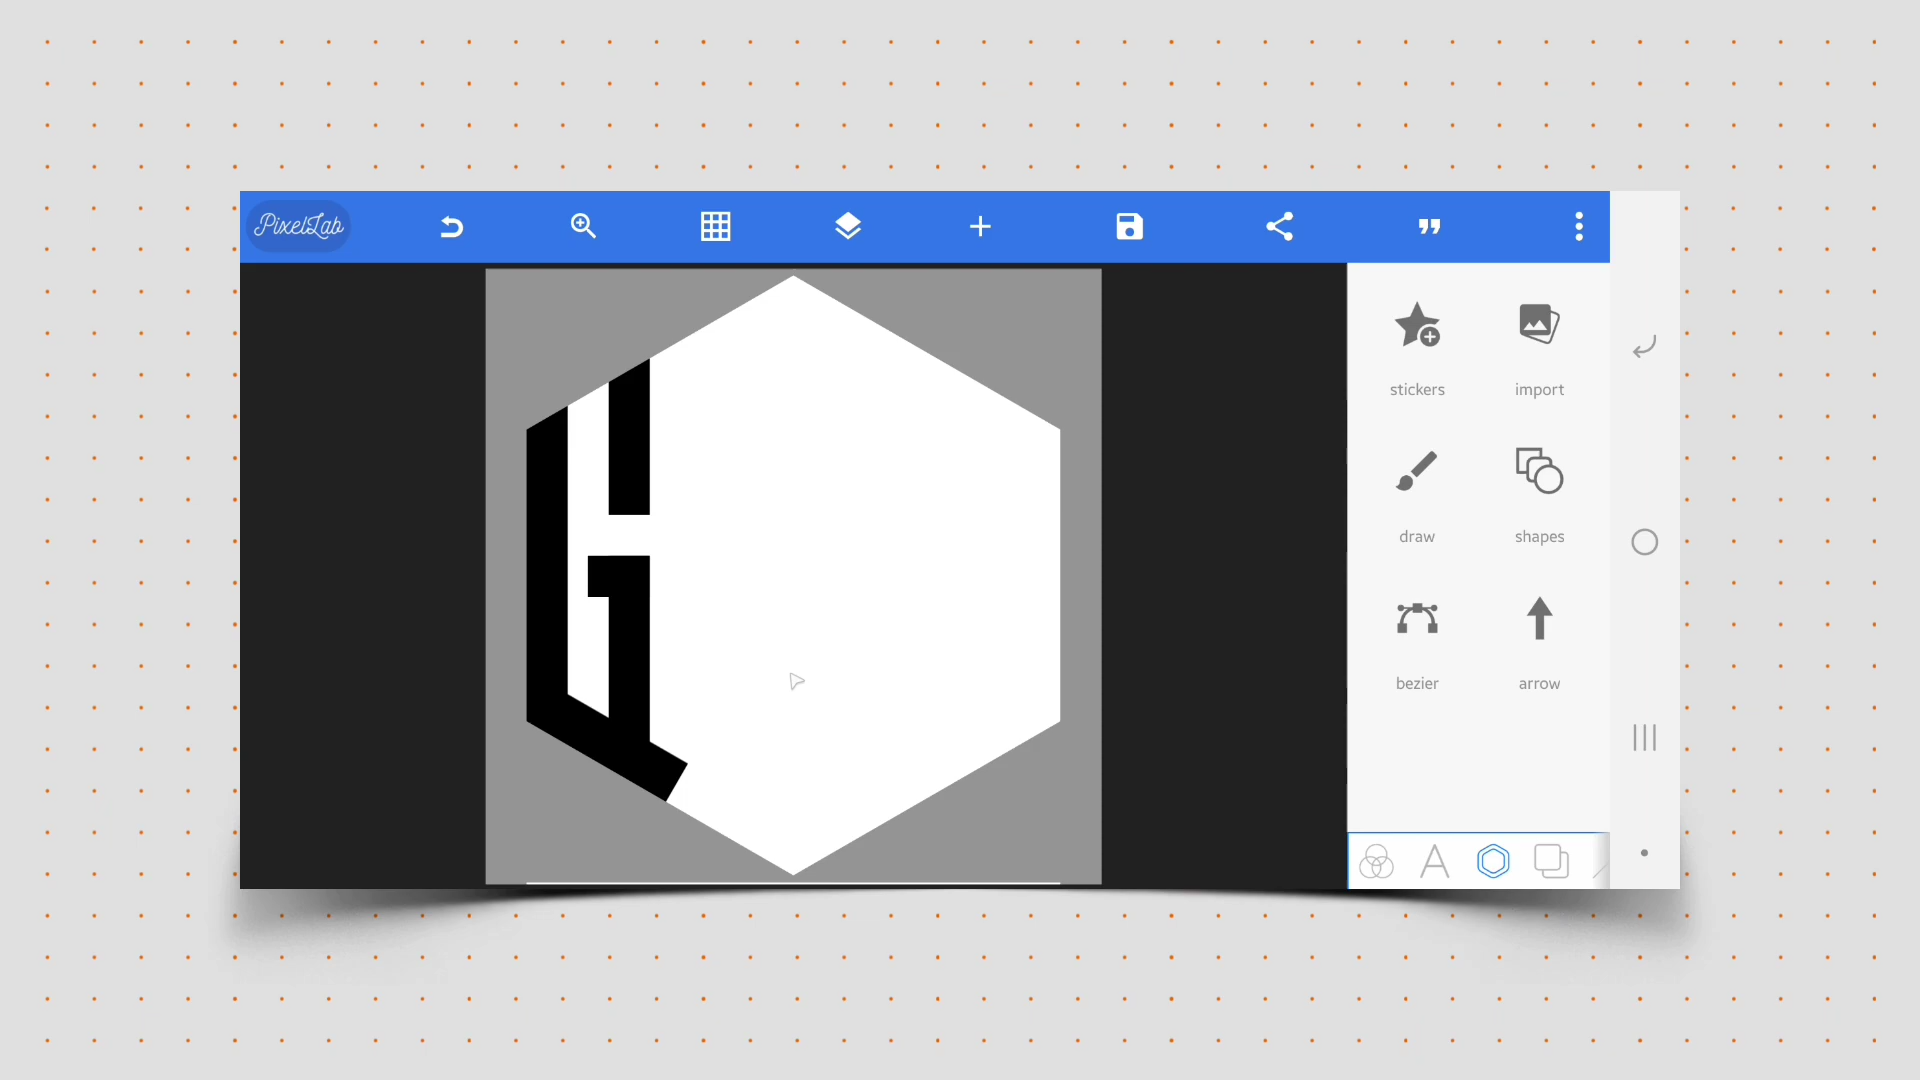 PixelLab
stickers
import
draw
shapes
bezier
arrow